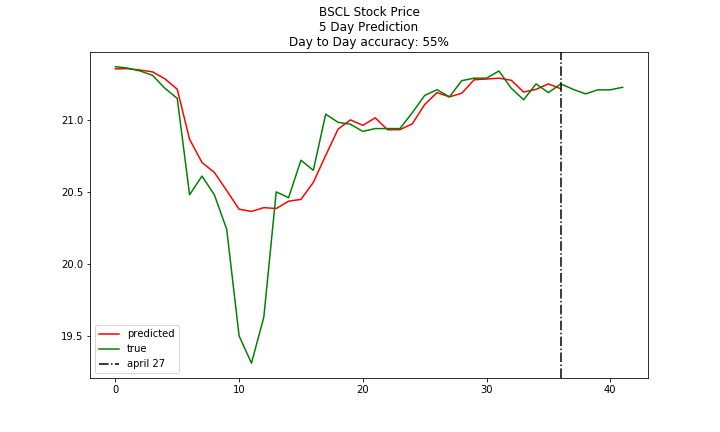 BSCL Stock Price
5 Day Prediction
Day to Day accuracy: 55%
21.0
20.5
20.0
19.5
predicted
true
april 27
0 10 20 30 40